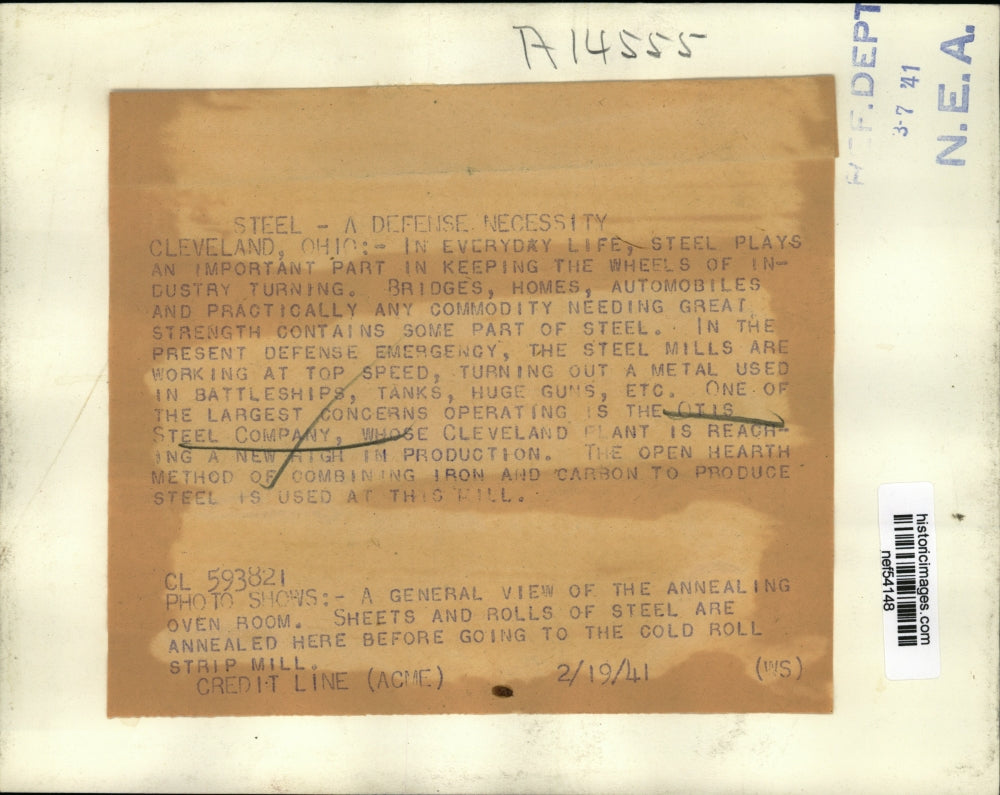 A14555
REF.DEPT
3-7 '41
N.E.A.
STEEL - A DEFENSE NECESSITY
CLEVELAND, OHIO:- IN EVERYDAY LIFE, STEEL PLAYS
AN IMPORTANT PART IN KEEPING THE WHEELS OF IN-
DUSTRY TURNING. BRIDGES, HOMES, AUTOMOBILES
AND PRACTICALLY ANY COMMODITY NEEDING GREAT
STRENGTH CONTAINS SOME PART OF STEEL. IN THE
PRESENT DEFENSE EMERGENCY, THE STEEL MILLS ARE
WORKING AT TOP SPEED, TURNING OUT A METAL USED
IN BATTLESHIPS, TANKS, HUGE GUNS, ETC. ONE OF
THE LARGEST CONCERNS OPERATING IS THE OTIS
STEEL COMPANY, WHOSE CLEVELAND PLANT IS REACH-
ING A NEW HIGH IN PRODUCTION. THE OPEN HEARTH
METHOD OF COMBINING IRON AND CARBON TO PRODUCE
STEEL IS USED AT THIS MILL.
CL 593821
PHOTO SHOWS:- A GENERAL VIEW OF THE ANNEALING
OVEN ROOM. SHEETS AND ROLLS OF STEEL ARE
ANNEALED HERE BEFORE GOING TO THE COLD ROLL
STRIP MILL.
CREDIT LINE (ACME) 2/19/41 (WS)
historicimages.com
nef54148